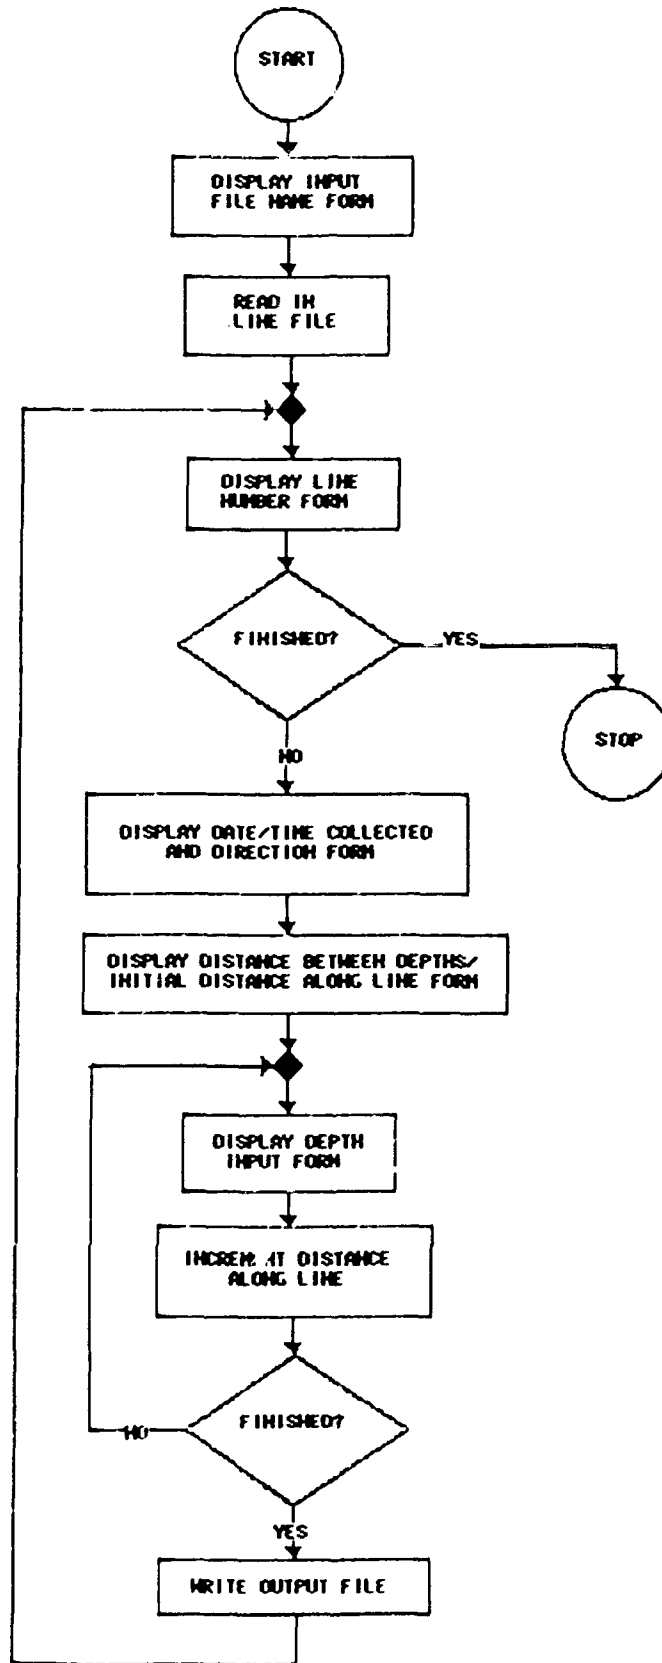 START
DISPLAY INPUT
FILE NAME FORM
READ IN
LINE FILE
DISPLAY LINE
NUMBER FORM
FINISHED?
YES
STOP
NO
DISPLAY DATE/TIME COLLECTED
AND DIRECTION FORM
DISPLAY DISTANCE BETWEEN DEPTHS/
INITIAL DISTANCE ALONG LINE FORM
DISPLAY DEPTH
INPUT FORM
INCREMENT DISTANCE
ALONG LINE
FINISHED?
NO
YES
WRITE OUTPUT FILE